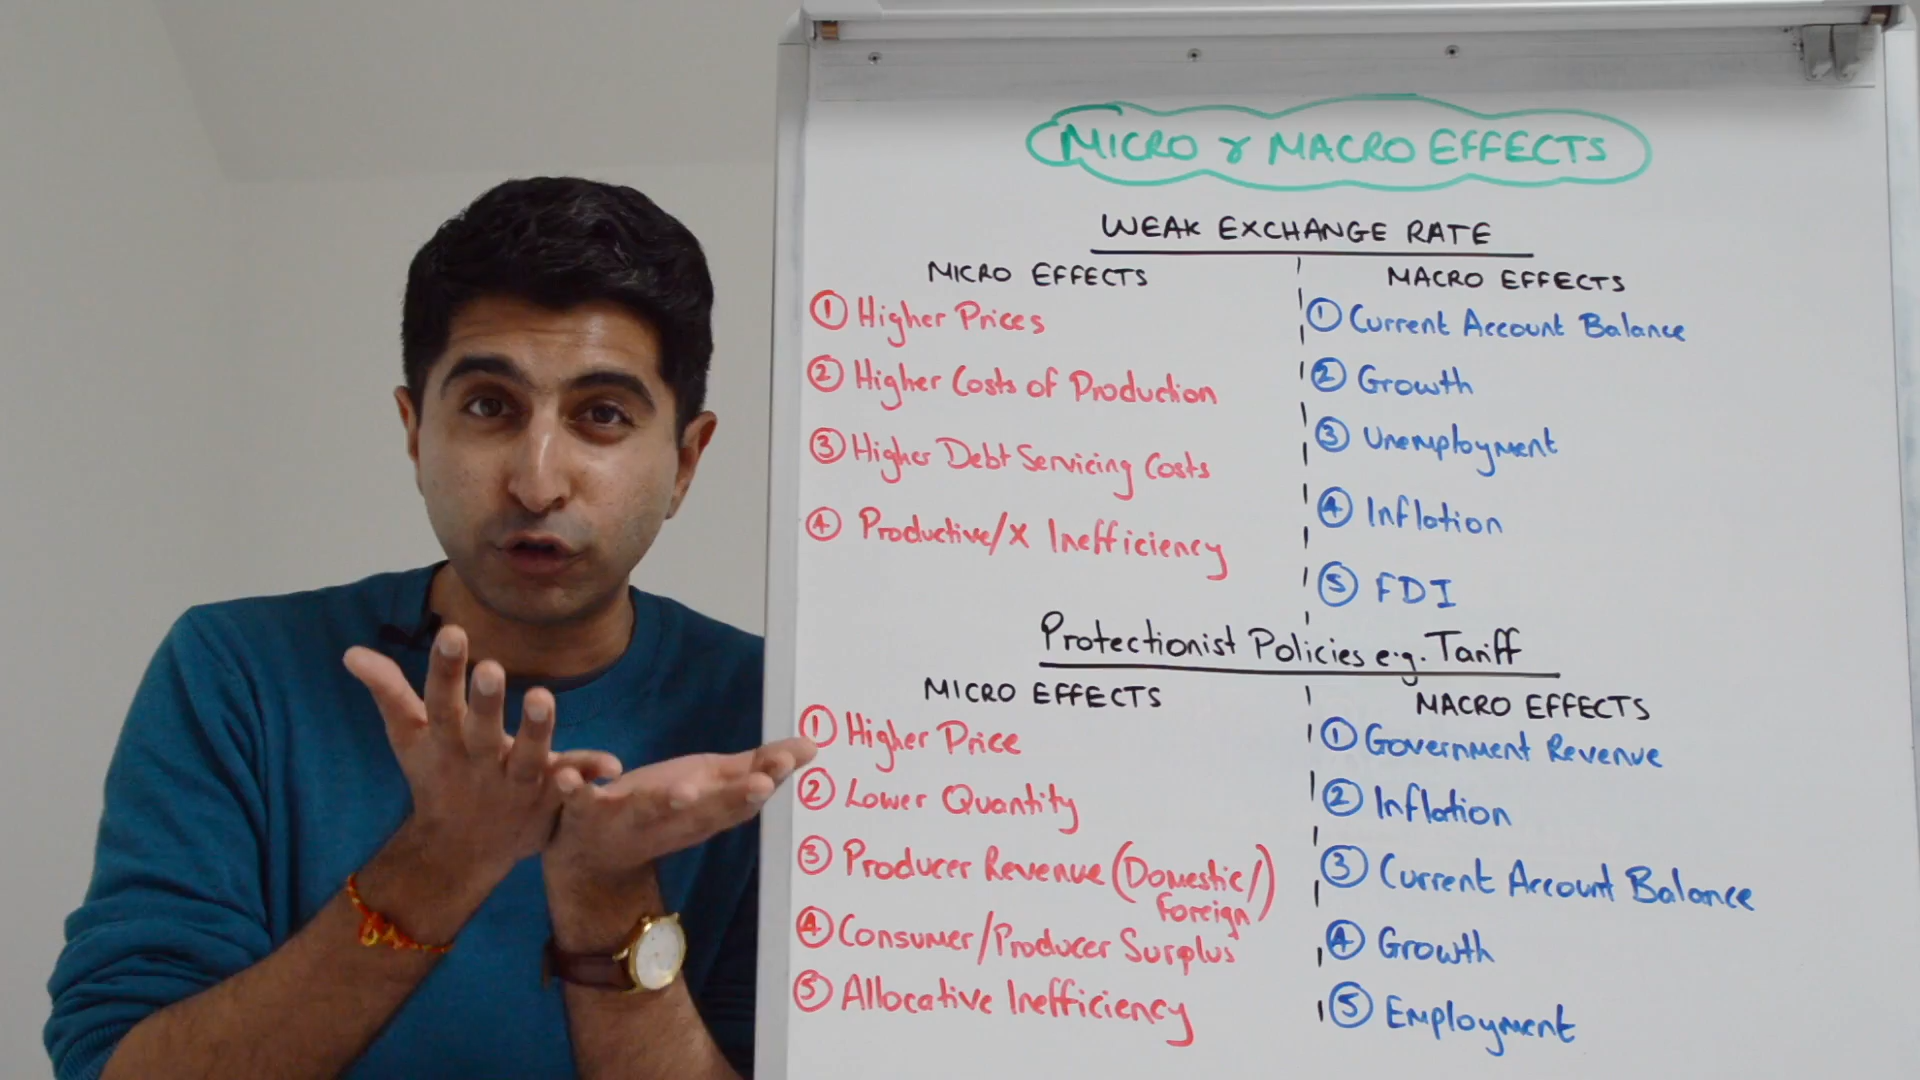 MICRO & MACRO EFFECTS
WEAK EXCHANGE RATE
MICRO EFFECTS
① Higher Prices
② Higher Costs of Production
③ Higher Debt Servicing Costs
④ Productive/X Inefficiency
MACRO EFFECTS
① Current Account Balance
② Growth
③ Unemployment
④ Inflation
⑤ FDI
Protectionist Policies e.g. Tariff
MICRO EFFECTS
① Higher Price
② Lower Quantity
③ Producer Revenue (Domestic/
Foreign)
④ Consumer/Producer Surplus
⑤ Allocative Inefficiency
MACRO EFFECTS
① Government Revenue
② Inflation
③ Current Account Balance
④ Growth
⑤ Employment